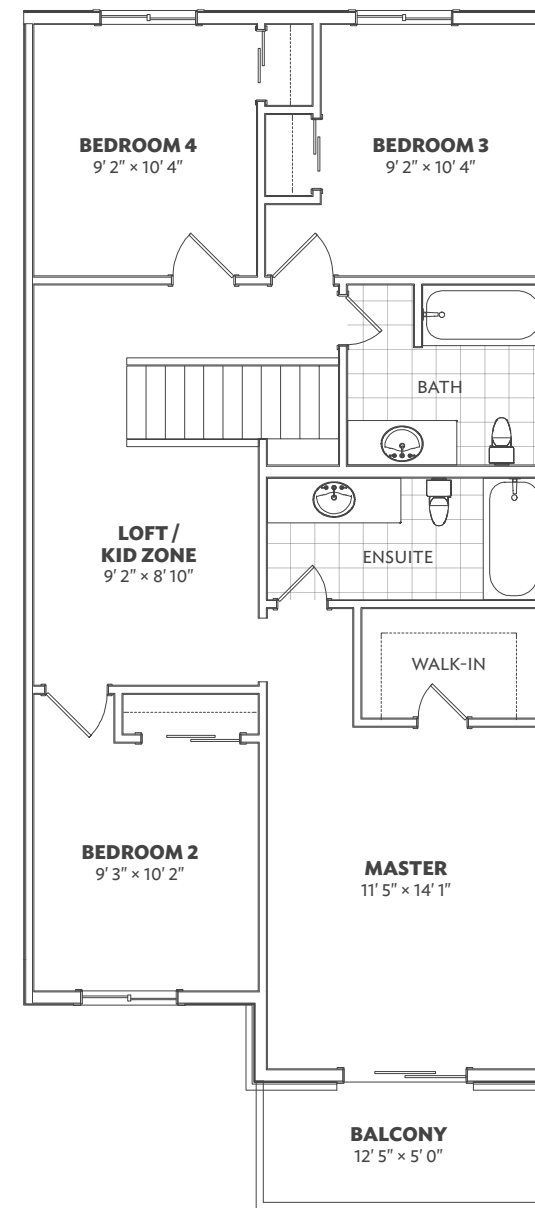 BEDROOM 4
9' 2" × 10' 4"
BEDROOM 3
9' 2" × 10' 4"
BATH
LOFT /
KID ZONE
9' 2" × 8' 10"
ENSUITE
WALK-IN
BEDROOM 2
9' 3" × 10' 2"
MASTER
11' 5" × 14' 1"
BALCONY
12' 5" × 5' 0"